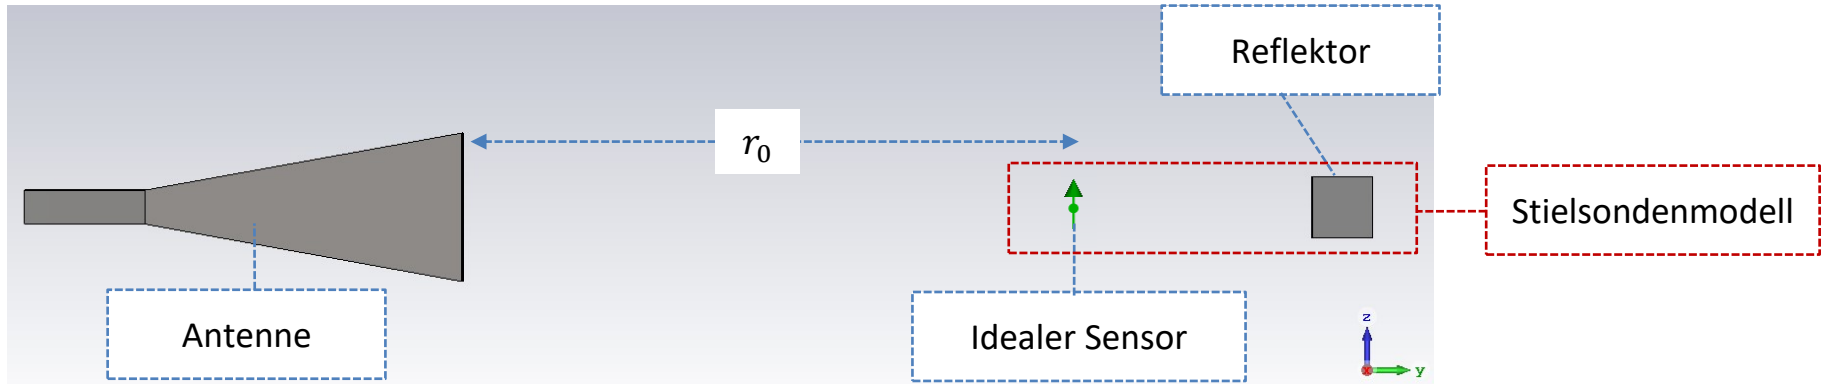 Reflektor
r₀
Stielsondenmodell
Antenne
Idealer Sensor
z
x
y